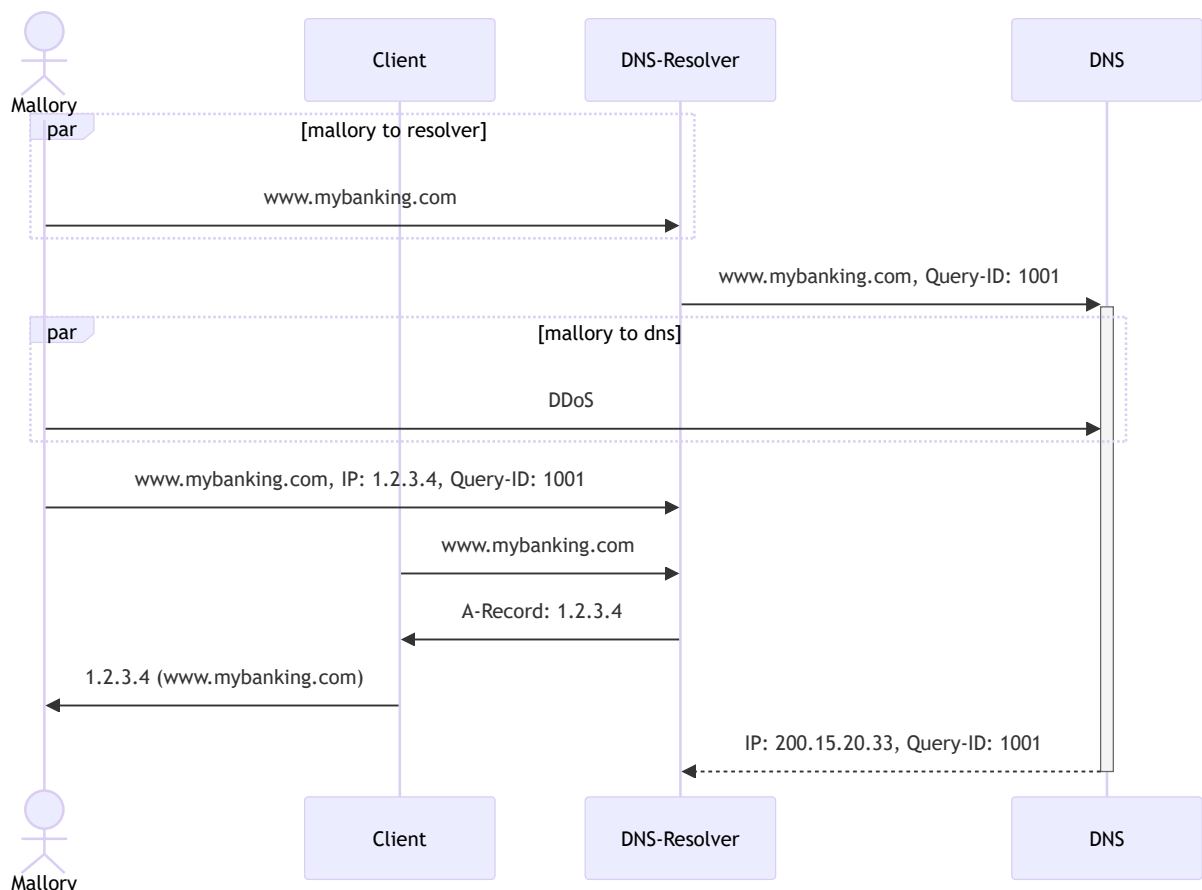 Client
DNS-Resolver
DNS
Mallory
par
[mallory to resolver]
www.mybanking.com
www.mybanking.com, Query-ID: 1001
par
[mallory to dns]
DDoS
www.mybanking.com, IP: 1.2.3.4, Query-ID: 1001
www.mybanking.com
A-Record: 1.2.3.4
1.2.3.4 (www.mybanking.com)
IP: 200.15.20.33, Query-ID: 1001
Client
DNS-Resolver
DNS
Mallory